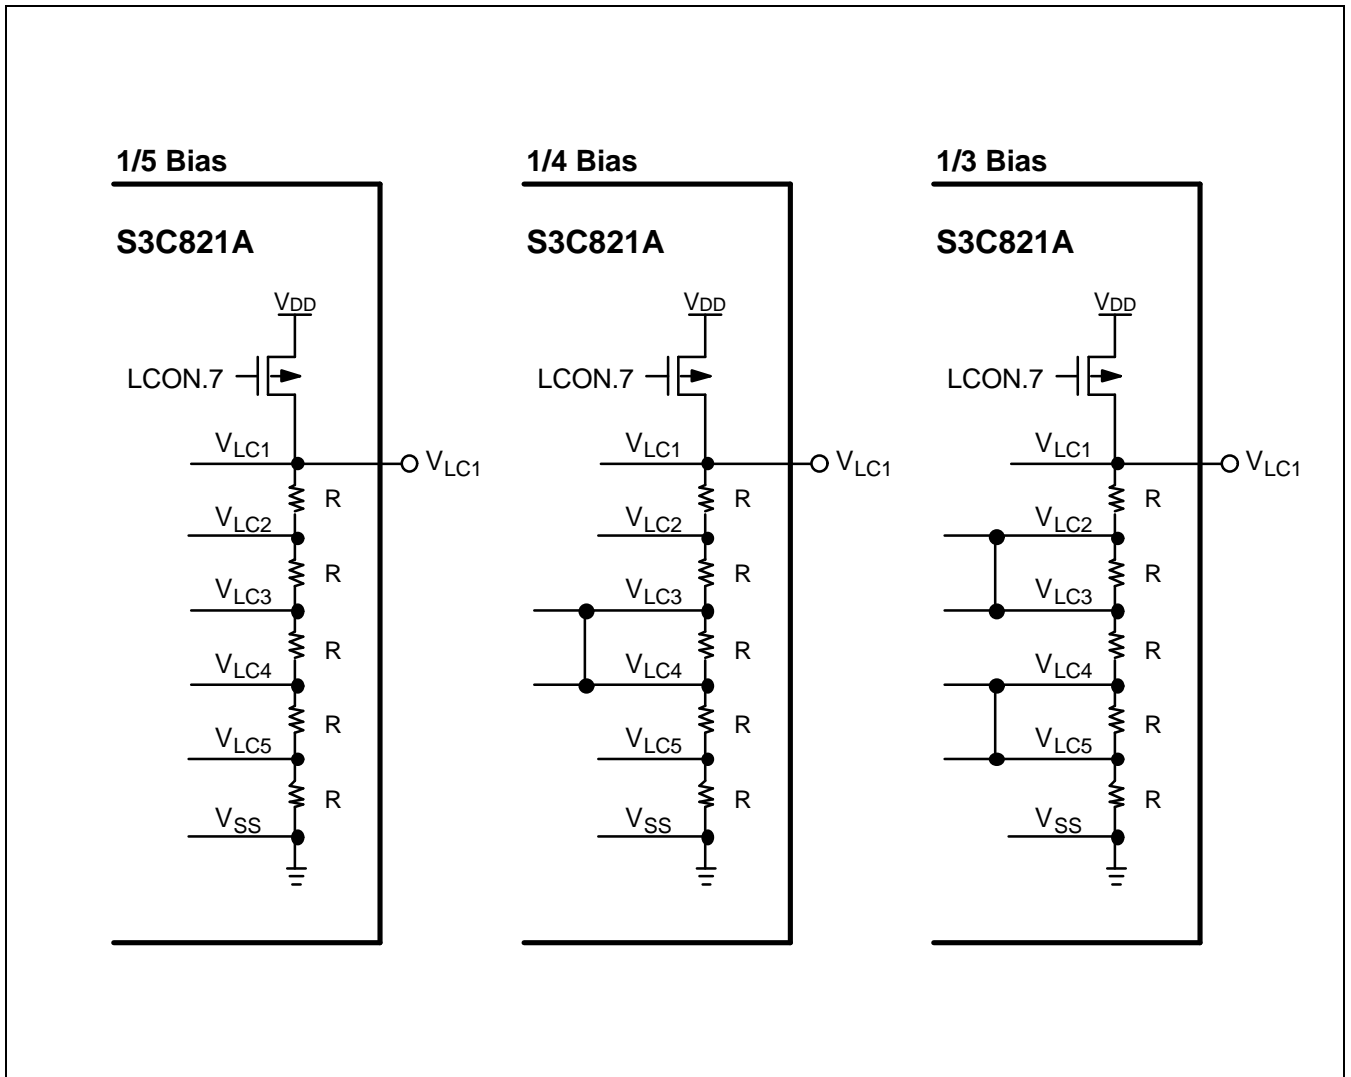 1/5 Bias
S3C821A
VDD
LCON.7
VLC1
VLC1
R
VLC2
R
VLC3
R
VLC4
R
VLC5
R
VSS
1/4 Bias
S3C821A
VDD
LCON.7
VLC1
VLC1
R
VLC2
R
VLC3
R
VLC4
R
VLC5
R
VSS
1/3 Bias
S3C821A
VDD
LCON.7
VLC1
VLC1
R
VLC2
R
VLC3
R
VLC4
R
VLC5
R
VSS